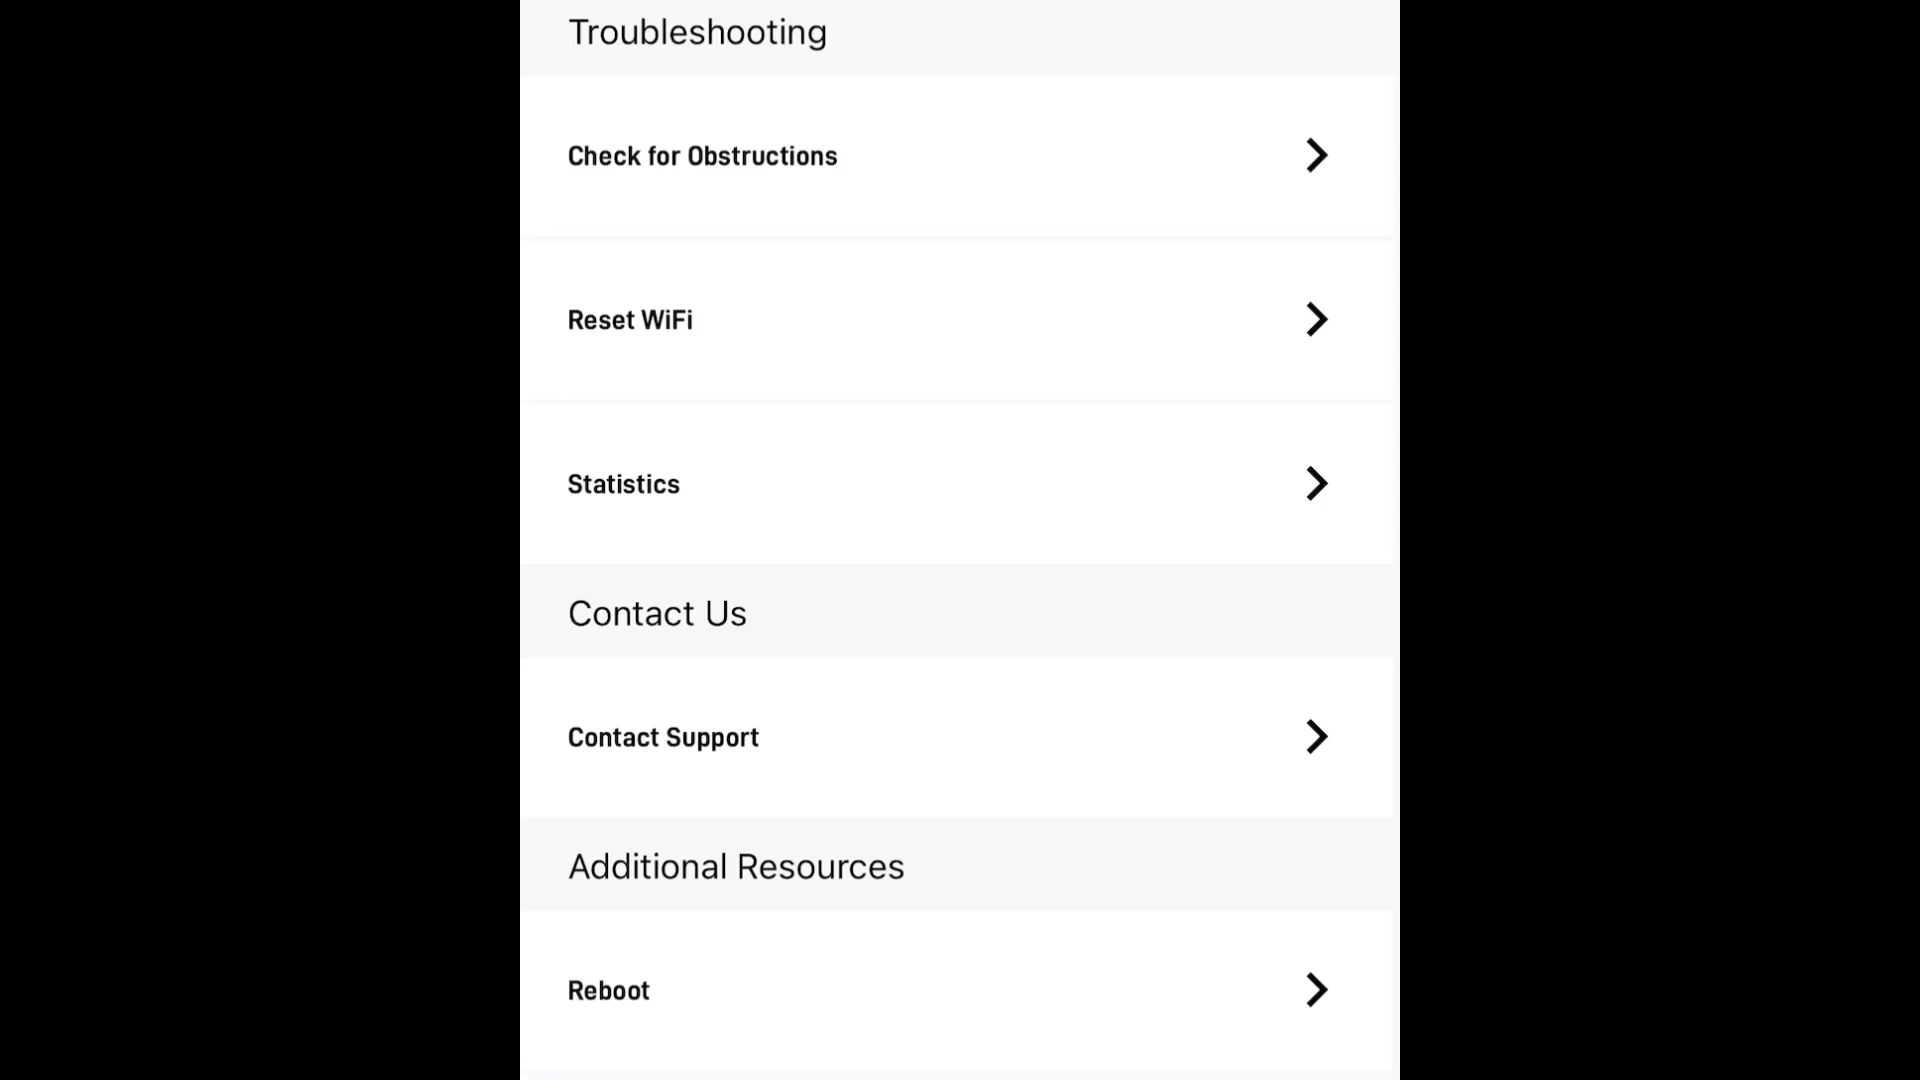 Troubleshooting
Check for Obstructions
Reset WiFi
Statistics
Contact Us
Contact Support
Additional Resources
Reboot